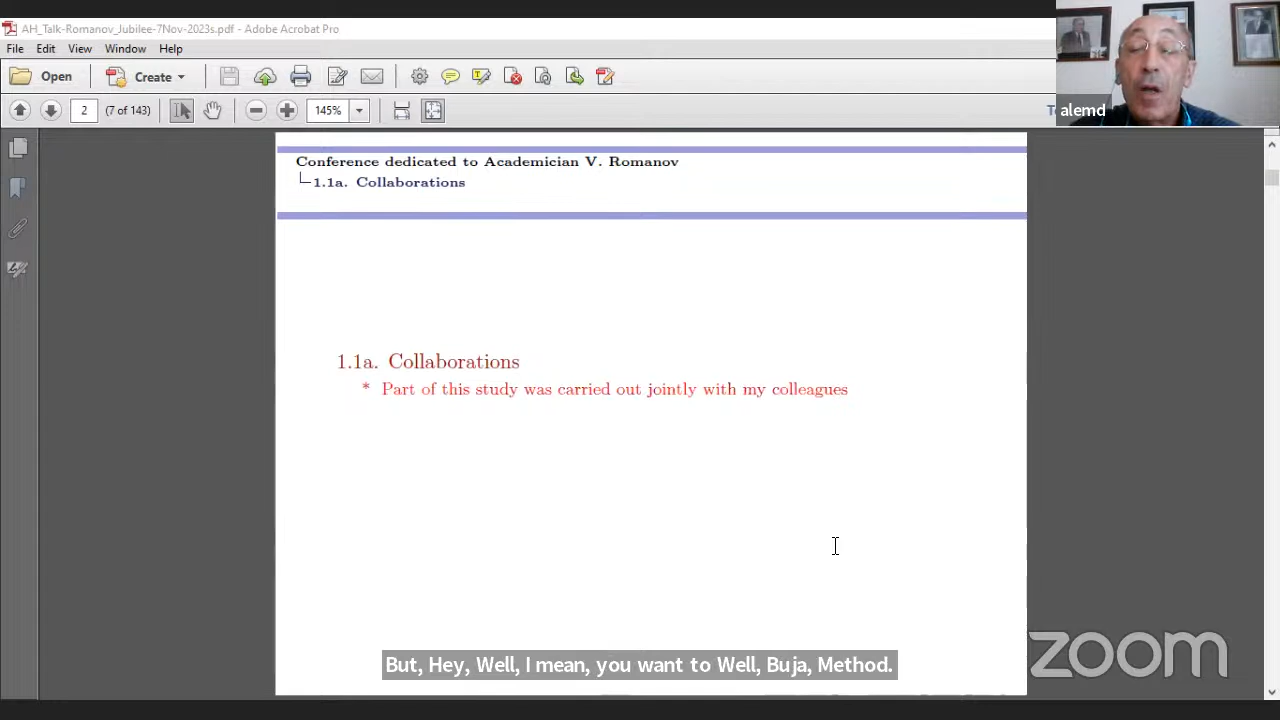 AH_Talk-Romanov_Jubilee-7Nov-2023s.pdf - Adobe Acrobat Pro
File Edit View Window Help
Open Create
2 (7 of 143) 145%
alemd
Conference dedicated to Academician V. Romanov
1.1a. Collaborations
1.1a. Collaborations
* Part of this study was carried out jointly with my colleagues
But, Hey, Well, I mean, you want to Well, Buja, Method.
zoom